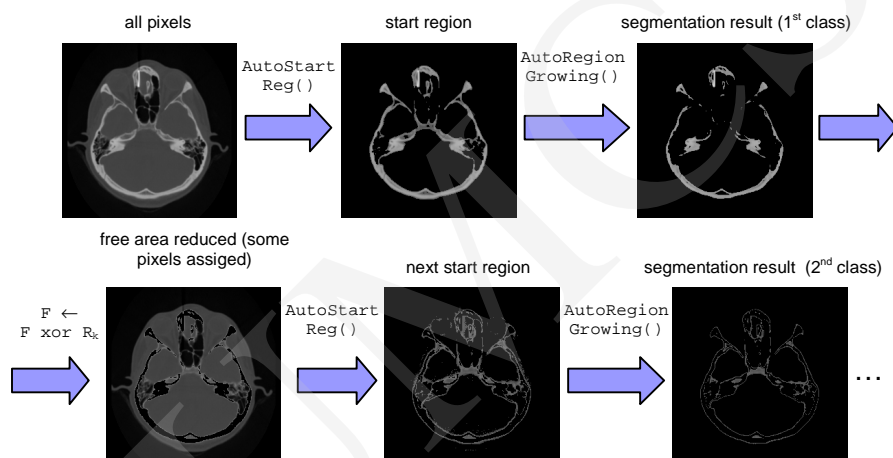 all pixels
start region
segmentation result (1st class)
AutoStart
Reg()
AutoRegion
Growing()
free area reduced (some
pixels assiged)
next start region
segmentation result (2nd class)
F ←
F xor Rk
AutoStart
Reg()
AutoRegion
Growing()
...